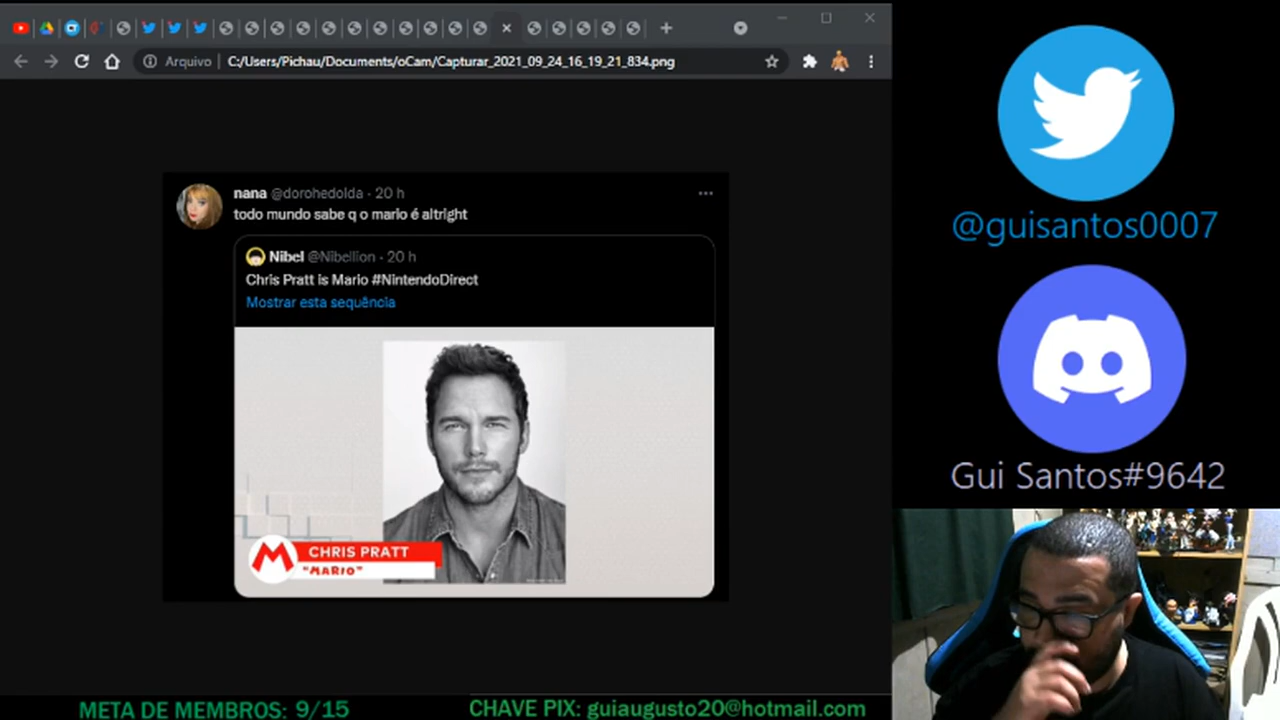 Arquivo
C:/Users/Pichau/Documents/oCam/Capturar_2021_09_24_16_19_21_834.png
nana @dorohedolda · 20 h
todo mundo sabe q o mario é altright
Nibel @Nibellion · 20 h
Chris Pratt is Mario #NintendoDirect
Mostrar esta sequência
M CHRIS PRATT
"MARIO"
@guisantos0007
Gui Santos#9642
META DE MEMBROS: 9/15
CHAVE PIX: guiaugusto20@hotmail.com